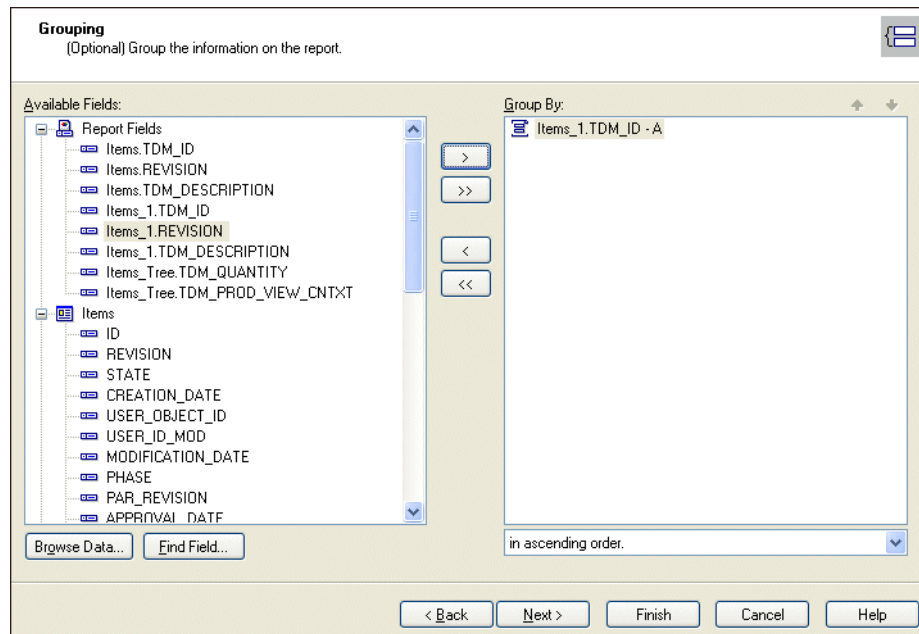 Grouping
(Optional) Group the information on the report.
Available Fields:
Report Fields
Items.TDM_ID
Items.REVISION
Items.TDM_DESCRIPTION
Items_1.TDM_ID
Items_1.REVISION
Items_1.TDM_DESCRIPTION
Items_Tree.TDM_QUANTITY
Items_Tree.TDM_PROD_VIEW_CNTXT
Items
ID
REVISION
STATE
CREATION_DATE
USER_OBJECT_ID
USER_ID_MOD
MODIFICATION_DATE
PHASE
PAR_REVISION
APPROVAL_DATE
Browse Data...
Find Field...
>
>>
<
<<
Group By:
Items_1.TDM_ID - A
in ascending order.
< Back
Next >
Finish
Cancel
Help